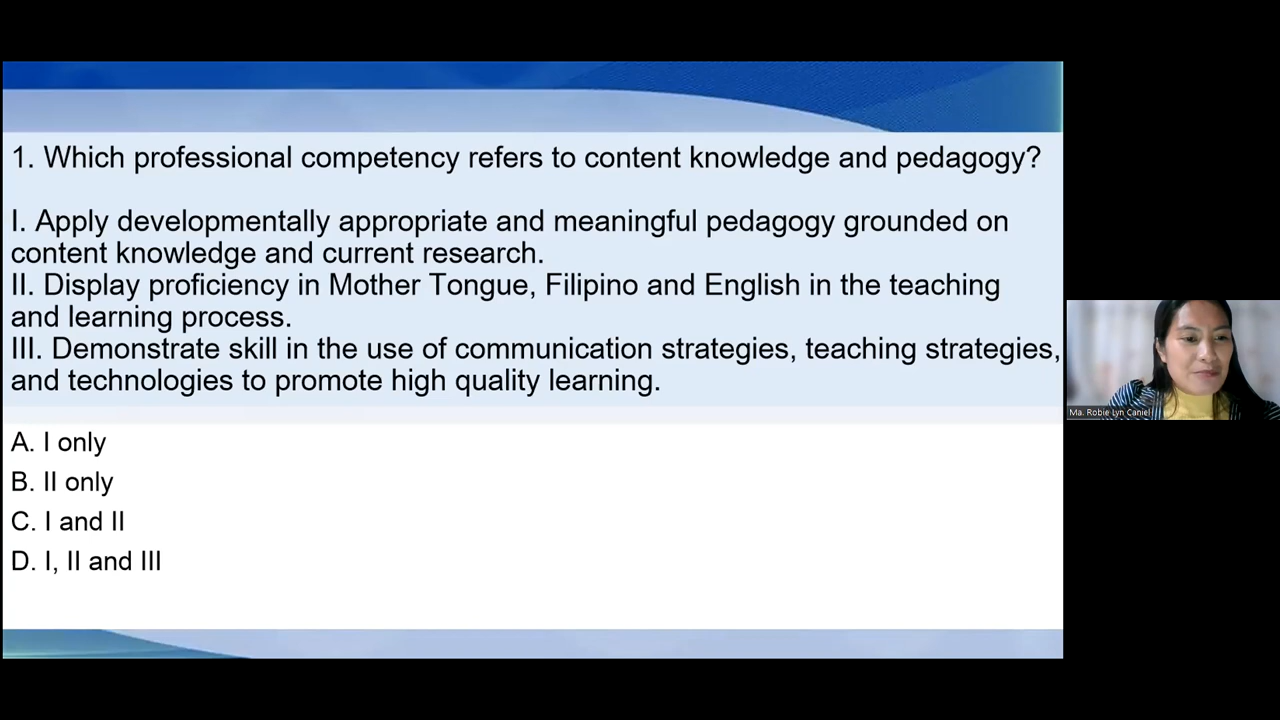 1. Which professional competency refers to content knowledge and pedagogy?
I. Apply developmentally appropriate and meaningful pedagogy grounded on
content knowledge and current research.
II. Display proficiency in Mother Tongue, Filipino and English in the teaching
and learning process.
III. Demonstrate skill in the use of communication strategies, teaching strategies,
and technologies to promote high quality learning.
A. I only
B. II only
C. I and II
D. I, II and III
Ma. Robie Lyn Caniel